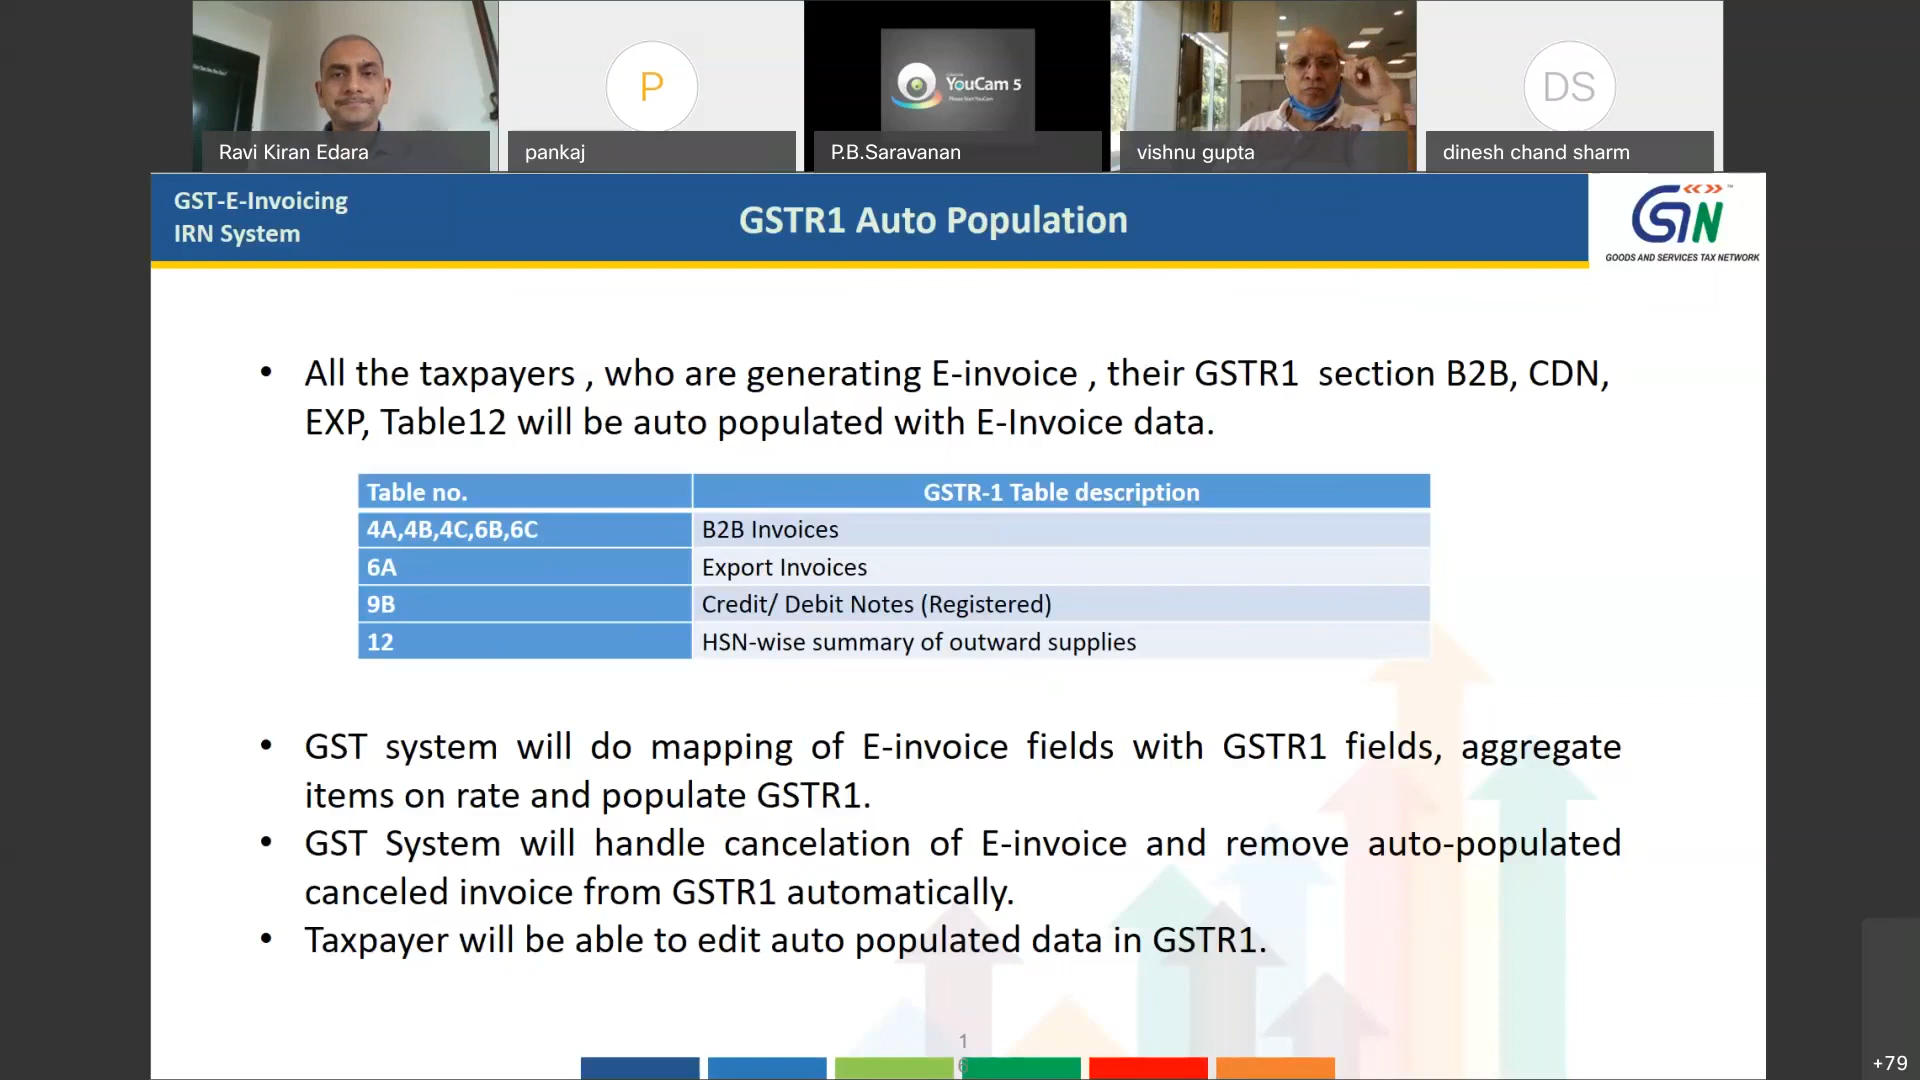 P
YouCam 5
DS
Ravi Kiran Edara
pankaj
P.B.Saravanan
vishnu gupta
dinesh chand sharm
GST-E-Invoicing
IRN System
GSTR1 Auto Population
GSTN
GOODS AND SERVICES TAX NETWORK
• All the taxpayers , who are generating E-invoice , their GSTR1 section B2B, CDN,
EXP, Table12 will be auto populated with E-Invoice data.
Table no. GSTR-1 Table description
4A,4B,4C,6B,6C B2B Invoices
6A Export Invoices
9B Credit/ Debit Notes (Registered)
12 HSN-wise summary of outward supplies
• GST system will do mapping of E-invoice fields with GSTR1 fields, aggregate
items on rate and populate GSTR1.
• GST System will handle cancelation of E-invoice and remove auto-populated
canceled invoice from GSTR1 automatically.
• Taxpayer will be able to edit auto populated data in GSTR1.
1
6
+79